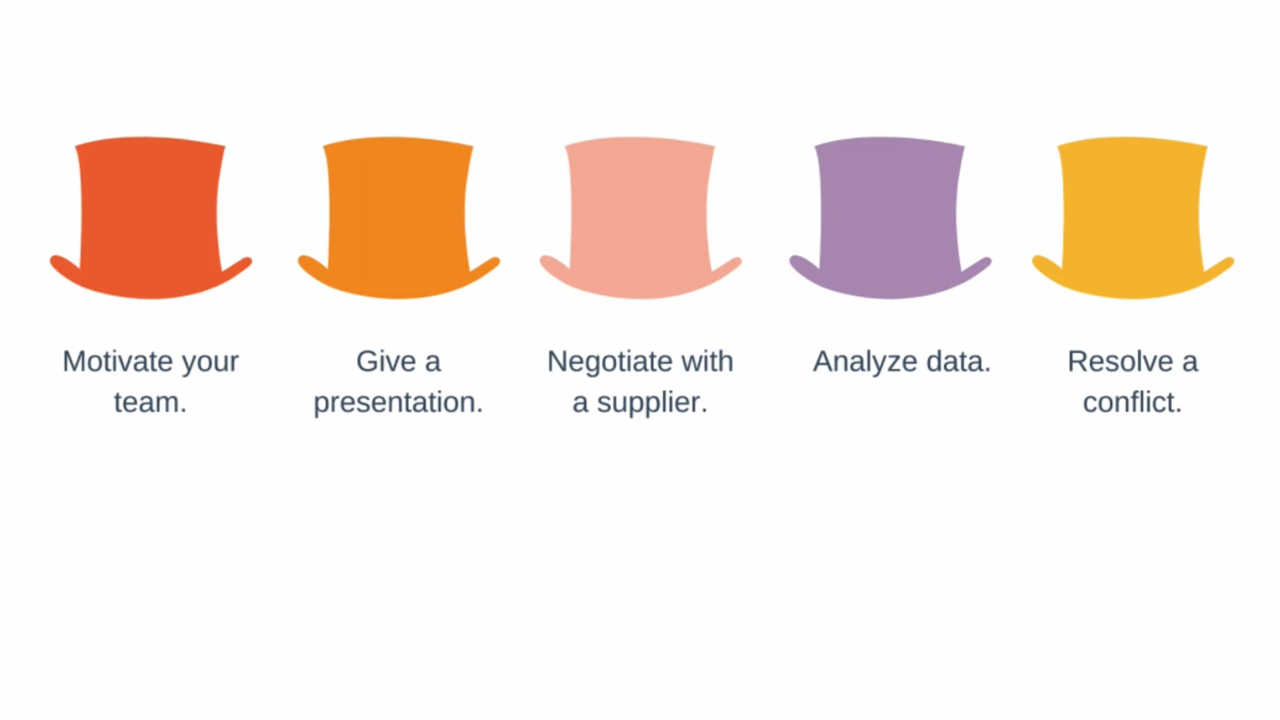 Motivate your
team.
Give a
presentation.
Negotiate with
a supplier.
Analyze data.
Resolve a
conflict.